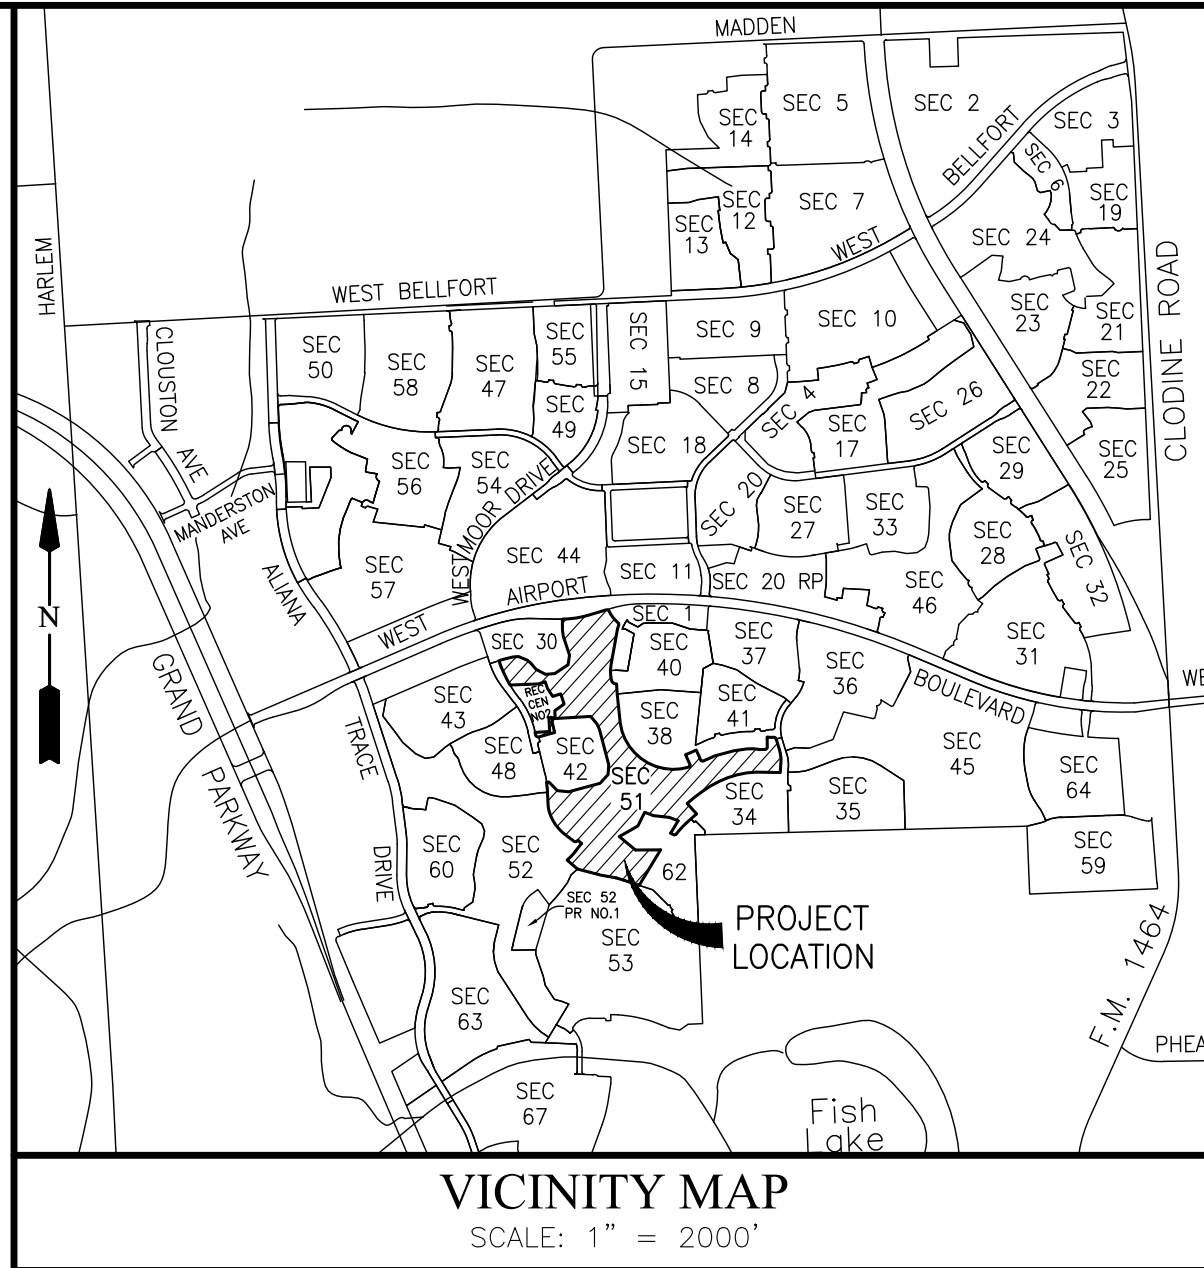 MADDEN
SEC 5
SEC 2
SEC
14
SEC 3
BELLFORT
SEC 6
SEC
19
SEC
12
SEC 7
SEC
13
WEST
SEC 24
HARLEM
CLODINE ROAD
WEST BELLFORT
SEC
23
SEC
21
CLOUSTON
AVE
SEC
50
SEC
58
SEC
47
SEC
55
SEC 15
SEC 9
SEC 10
SEC
22
SEC 8
SEC 4
SEC 26
SEC
49
SEC
17
SEC 18
SEC
29
SEC
25
SEC
56
SEC
54
MANDERSTON
AVE
WESTMOOR DRIVE
SEC 20
SEC
27
SEC
33
SEC
28
SEC 32
SEC 44
SEC
57
SEC 11
SEC 20 RP
SEC
46
ALIANA
TRACE
DRIVE
WEST
AIRPORT
BOULEVARD
SEC 1
N
SEC 30
SEC
40
SEC
37
SEC
31
SEC
36
GRAND
PARKWAY
SEC
43
REC
CEN
NO2
SEC
41
WE
SEC
38
SEC
48
SEC
42
SEC
45
SEC
51
SEC
64
SEC
34
SEC
35
SEC
60
SEC
52
SEC
59
62
SEC 52
PR NO.1
PROJECT
LOCATION
SEC
53
F.M. 1464
SEC
63
PHEA
SEC
67
Fish
Lake
VICINITY MAP
SCALE: 1" = 2000'